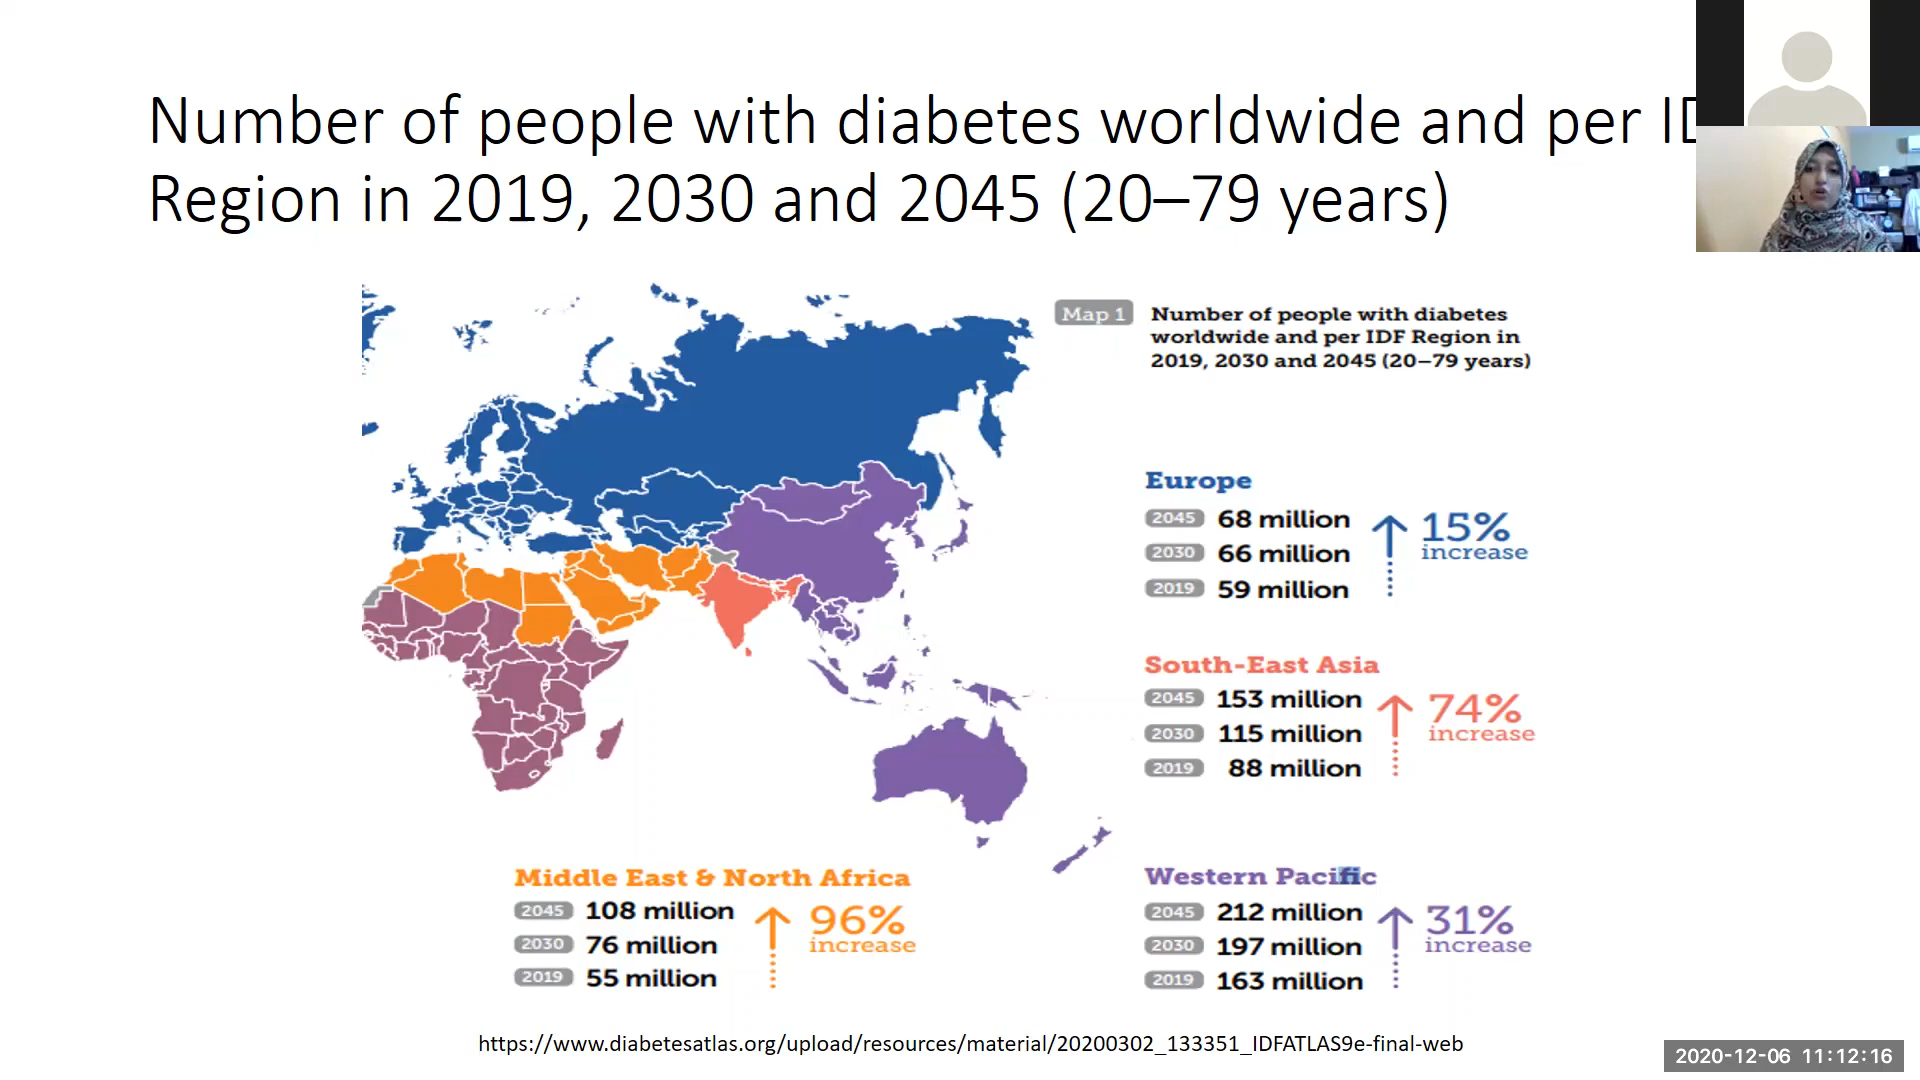 Number of people with diabetes worldwide and per
Region in 2019, 2030 and 2045 (20–79 years)
Map 1
Number of people with diabetes
worldwide and per IDF Region in
2019, 2030 and 2045 (20–79 years)
Europe
2045 68 million
2030 66 million
2019 59 million
15%
increase
South-East Asia
2045 153 million
2030 115 million
2019 88 million
74%
increase
Middle East & North Africa
2045 108 million
2030 76 million
2019 55 million
96%
increase
Western Pacific
2045 212 million
2030 197 million
2019 163 million
31%
increase
https://www.diabetesatlas.org/upload/resources/material/20200302_133351_IDFATLAS9e-final-web
2020-12-06 11:12:16